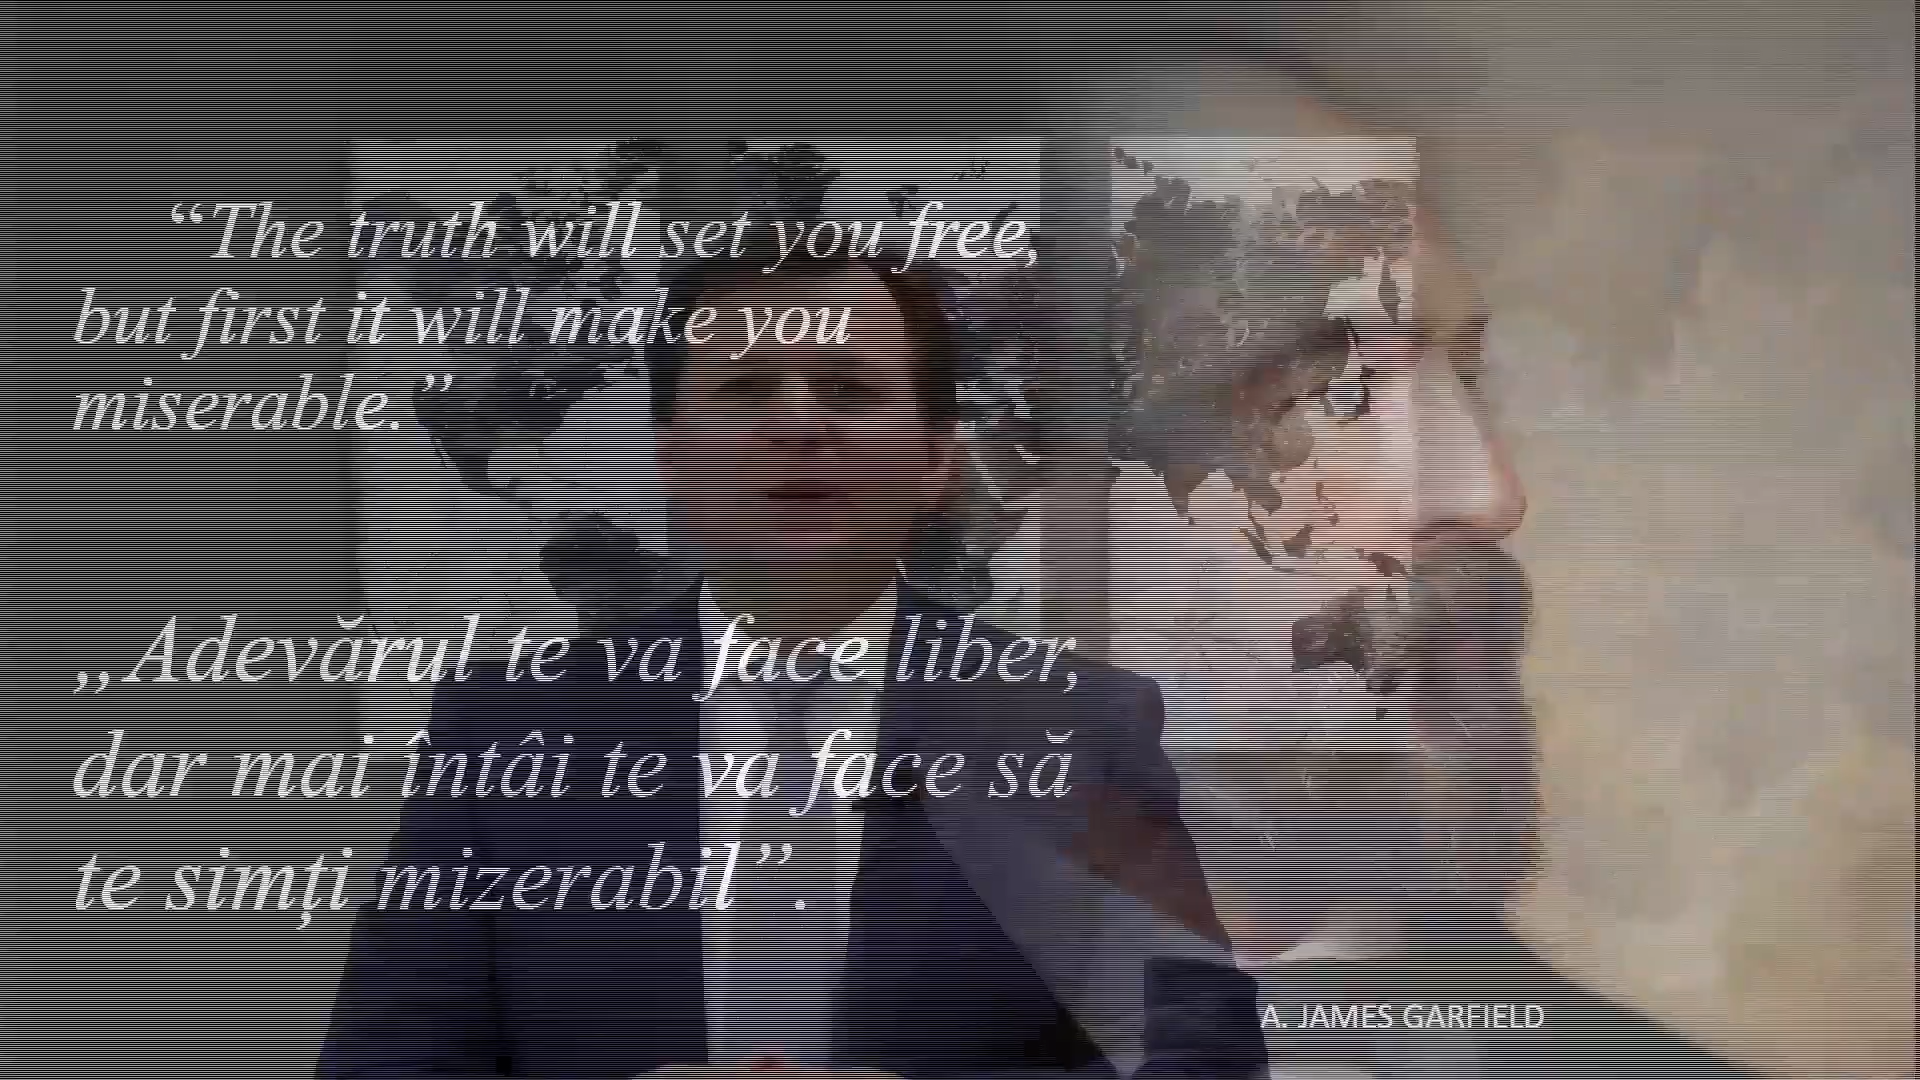 “The truth will set you free,
but first it will make you
miserable.”
„Adevărul te va face liber,
dar mai întâi te va face să
te simți mizerabil”.
A. JAMES GARFIELD